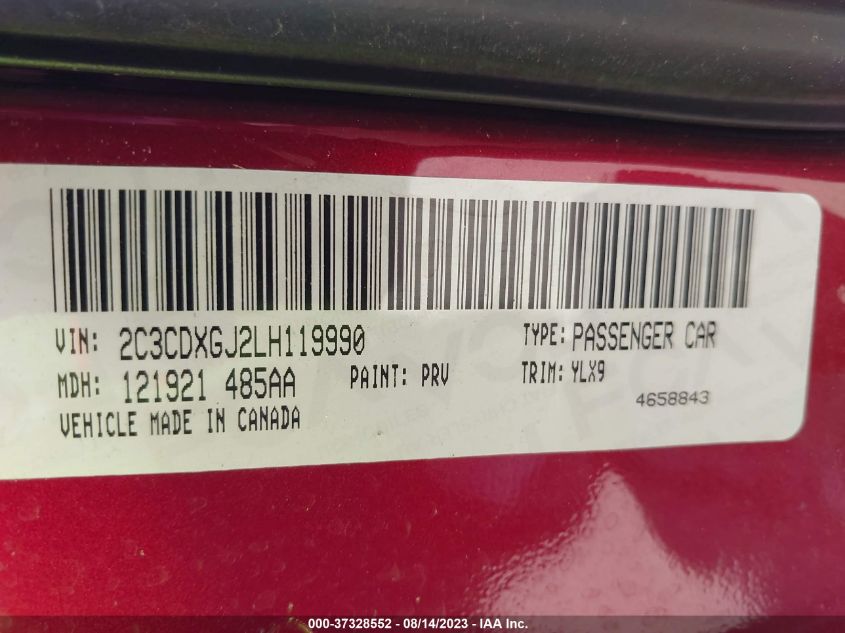 VIN: 2C3CDXGJ2LH119990 TYPE: PASSENGER CAR
MDH: 121921 485AA PAINT: PRV TRIM: YLX9
4658843
VEHICLE MADE IN CANADA
000-37328552 - 08/14/2023 - IAA Inc.